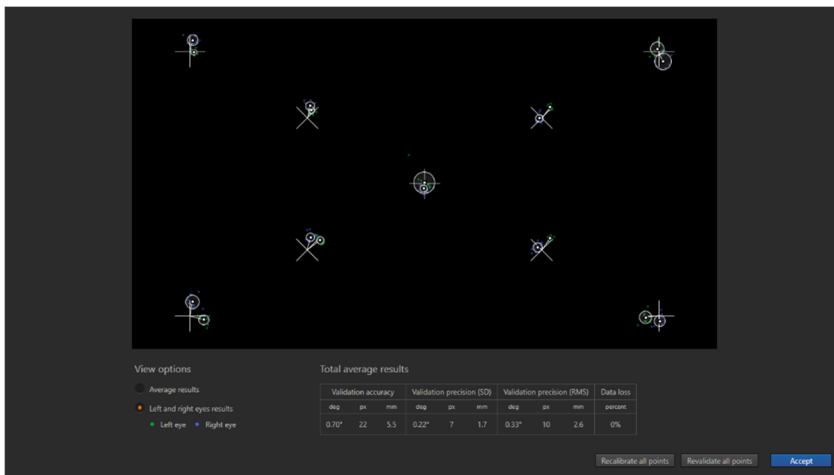 View options
Average results
Left and right eyes results
Left eye Right eye
Total average results
Validation accuracy Validation precision (SD) Validation precision (RMS) Data loss
deg px mm deg px mm deg px mm percent
0.70° 22 5.5 0.22° 7 1.7 0.33° 10 2.6 0%
Recalibrate all points Revalidate all points Accept